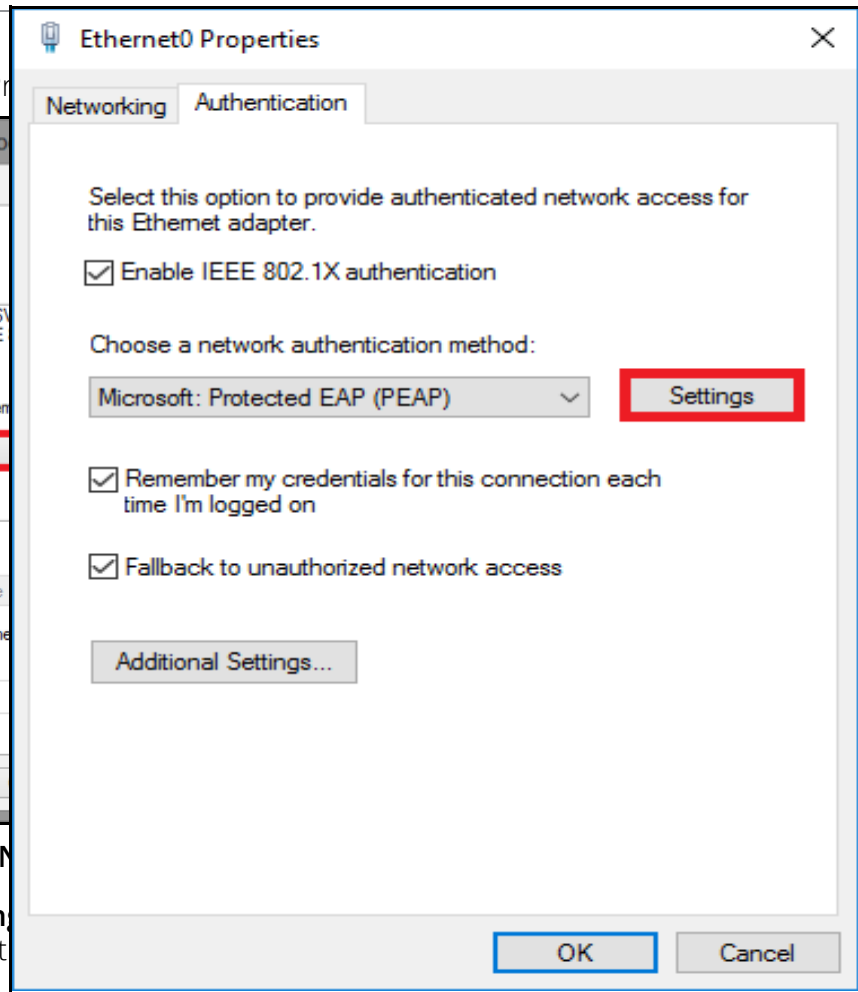 Ethernet0 Properties
Networking
Authentication
Select this option to provide authenticated network access for
this Ethernet adapter.
Enable IEEE 802.1X authentication
Choose a network authentication method:
Microsoft: Protected EAP (PEAP)
Settings
Remember my credentials for this connection each
time I'm logged on
Fallback to unauthorized network access
Additional Settings...
OK
Cancel